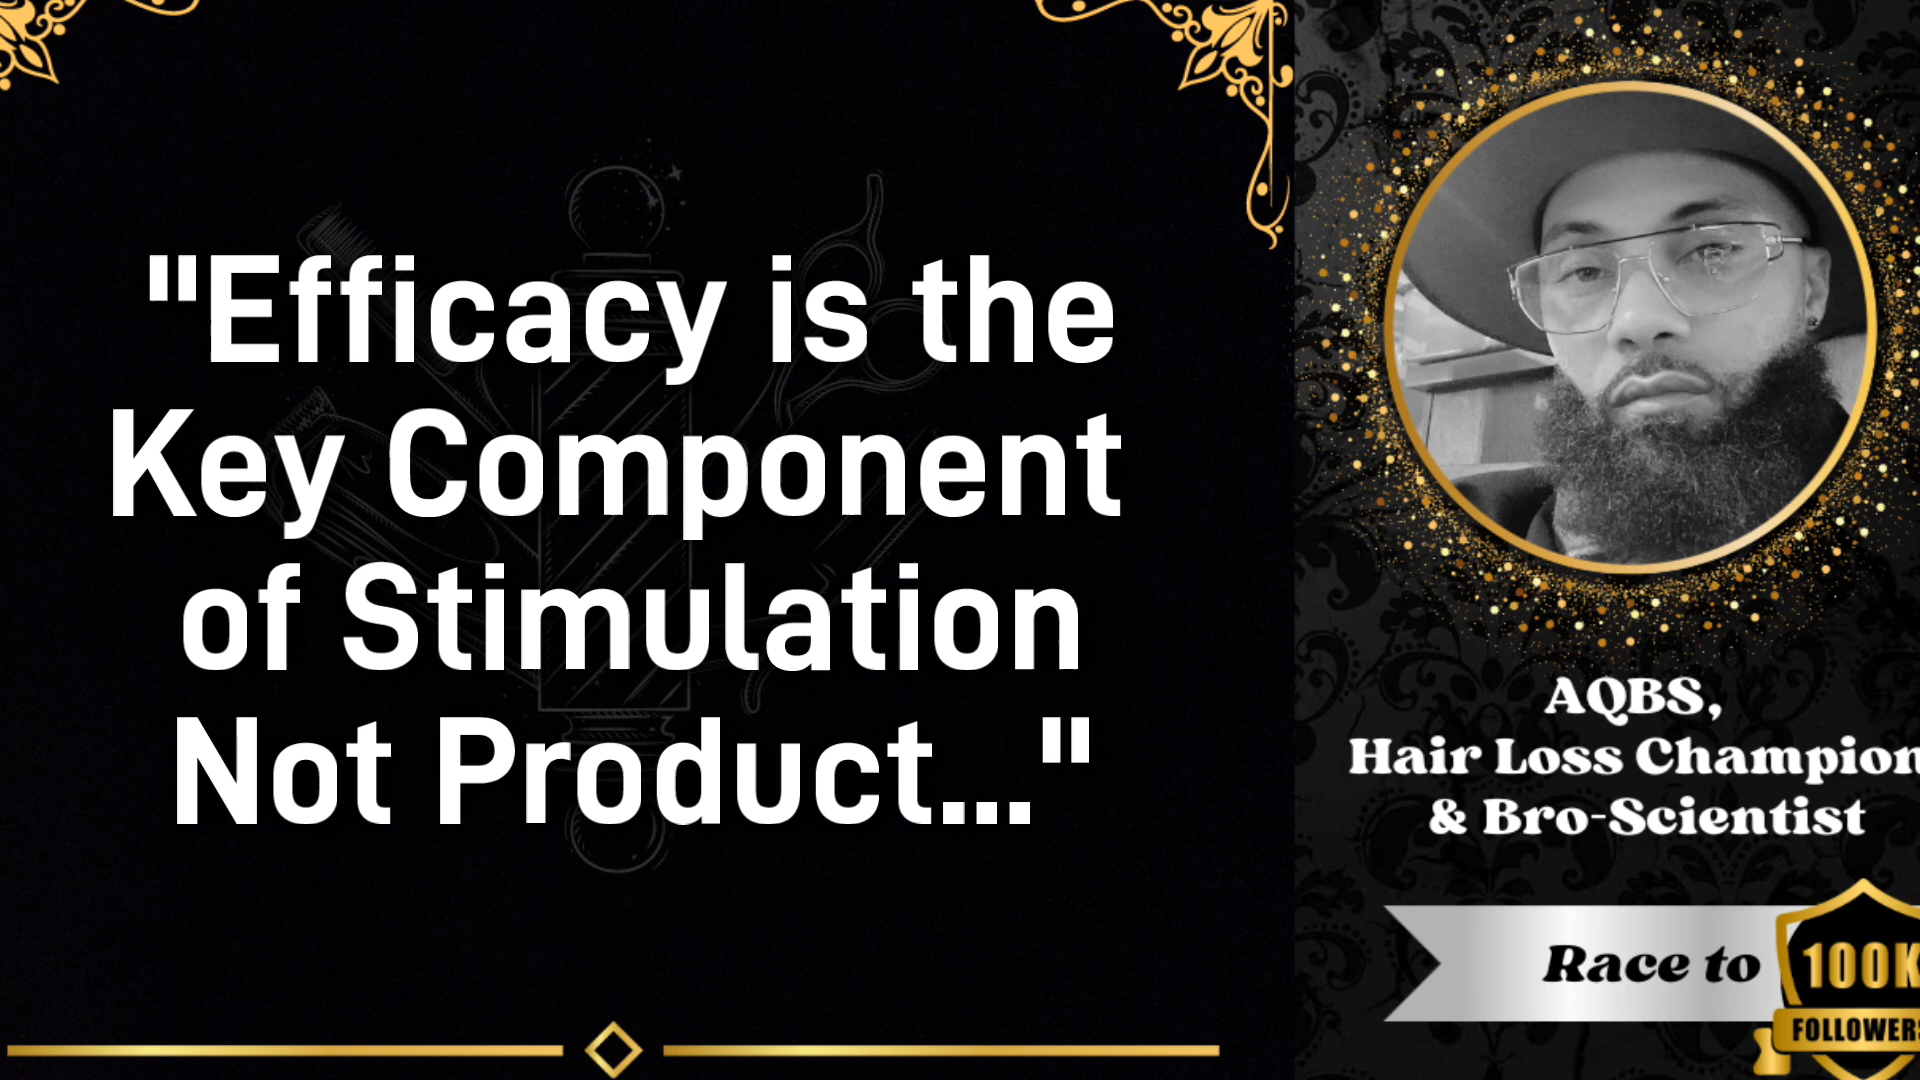 "Efficacy is the
Key Component
of Stimulation
Not Product..."
AQBS,
Hair Loss Champion
& Bro-Scientist
Race to
100K
FOLLOWERS